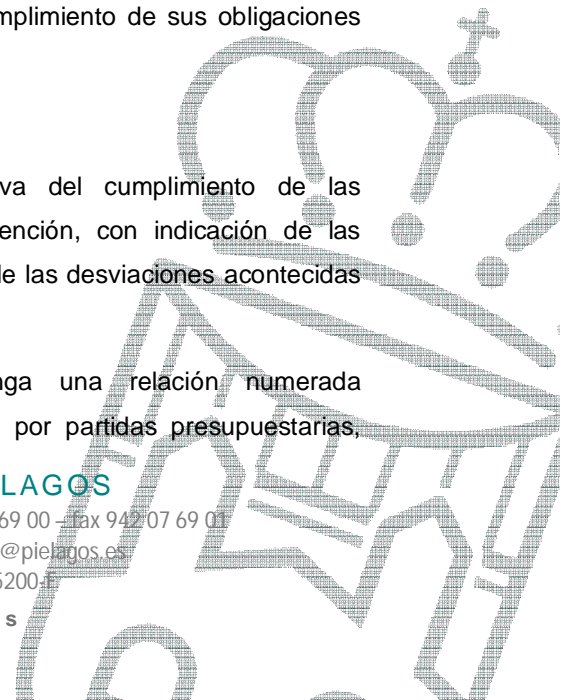 mplimiento de sus obligaciones
va del cumplimiento de las
ención, con indicación de las
le las desviaciones acontecidas
nga una relación numerada
por partidas presupuestarias,
LAGOS
69 00 – fax 942 07 69 01
@pielagos.es
5200-F
s